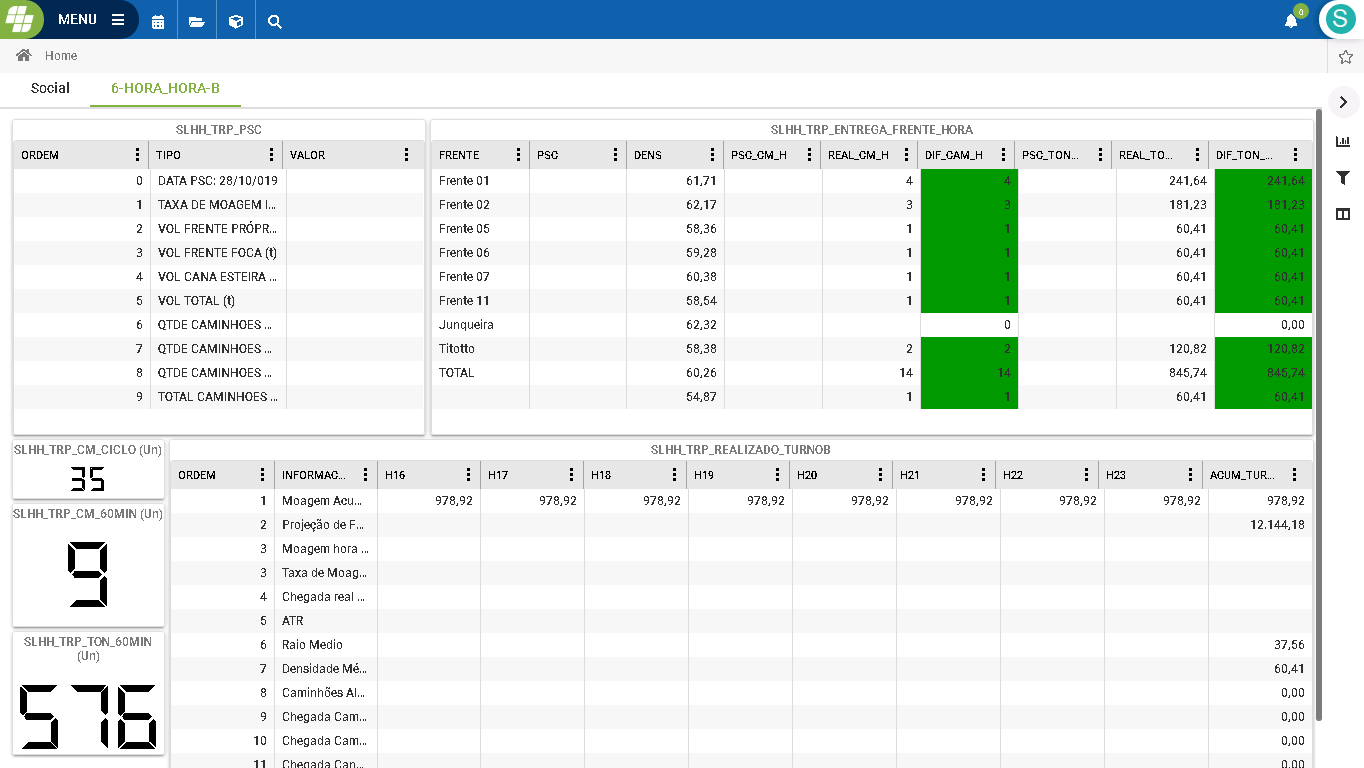 MENU
0
S
Home
Social 6-HORA_HORA-B
SLHH_TRP_PSC
ORDEM TIPO VALOR
0 DATA PSC: 28/10/019
1 TAXA DE MOAGEM I...
2 VOL FRENTE PRÓPR...
3 VOL FRENTE FOCA (t)
4 VOL CANA ESTEIRA ...
5 VOL TOTAL (t)
6 QTDE CAMINHOES ...
7 QTDE CAMINHOES ...
8 QTDE CAMINHOES ...
9 TOTAL CAMINHOES ...
SLHH_TRP_ENTREGA_FRENTE_HORA
FRENTE PSC DENS PSC_CM_H REAL_CM_H DIF_CAM_H PSC_TON... REAL_TO... DIF_TON_...
Frente 01 61,71 4 4 241,64 241,64
Frente 02 62,17 3 3 181,23 181,23
Frente 05 58,36 1 1 60,41 60,41
Frente 06 59,28 1 1 60,41 60,41
Frente 07 60,38 1 1 60,41 60,41
Frente 11 58,54 1 1 60,41 60,41
Junqueira 62,32 0 0,00
Titotto 58,38 2 2 120,82 120,82
TOTAL 60,26 14 14 845,74 845,74
54,87 1 1 60,41 60,41
SLHH_TRP_CM_CICLO (Un)
35
SLHH_TRP_CM_60MIN (Un)
9
SLHH_TRP_TON_60MIN
(Un)
576
SLHH_TRP_REALIZADO_TURNOB
ORDEM INFORMAC... H16 H17 H18 H19 H20 H21 H22 H23 ACUM_TUR...
1 Moagem Acu... 978,92 978,92 978,92 978,92 978,92 978,92 978,92 978,92 978,92
2 Projeção de F... 12.144,18
3 Moagem hora ...
3 Taxa de Moag...
4 Chegada real ...
5 ATR
6 Raio Medio 37,56
7 Densidade Mé... 60,41
8 Caminhões Al... 0,00
9 Chegada Cam... 0,00
10 Chegada Cam... 0,00
11 Chegada Can... 0,00